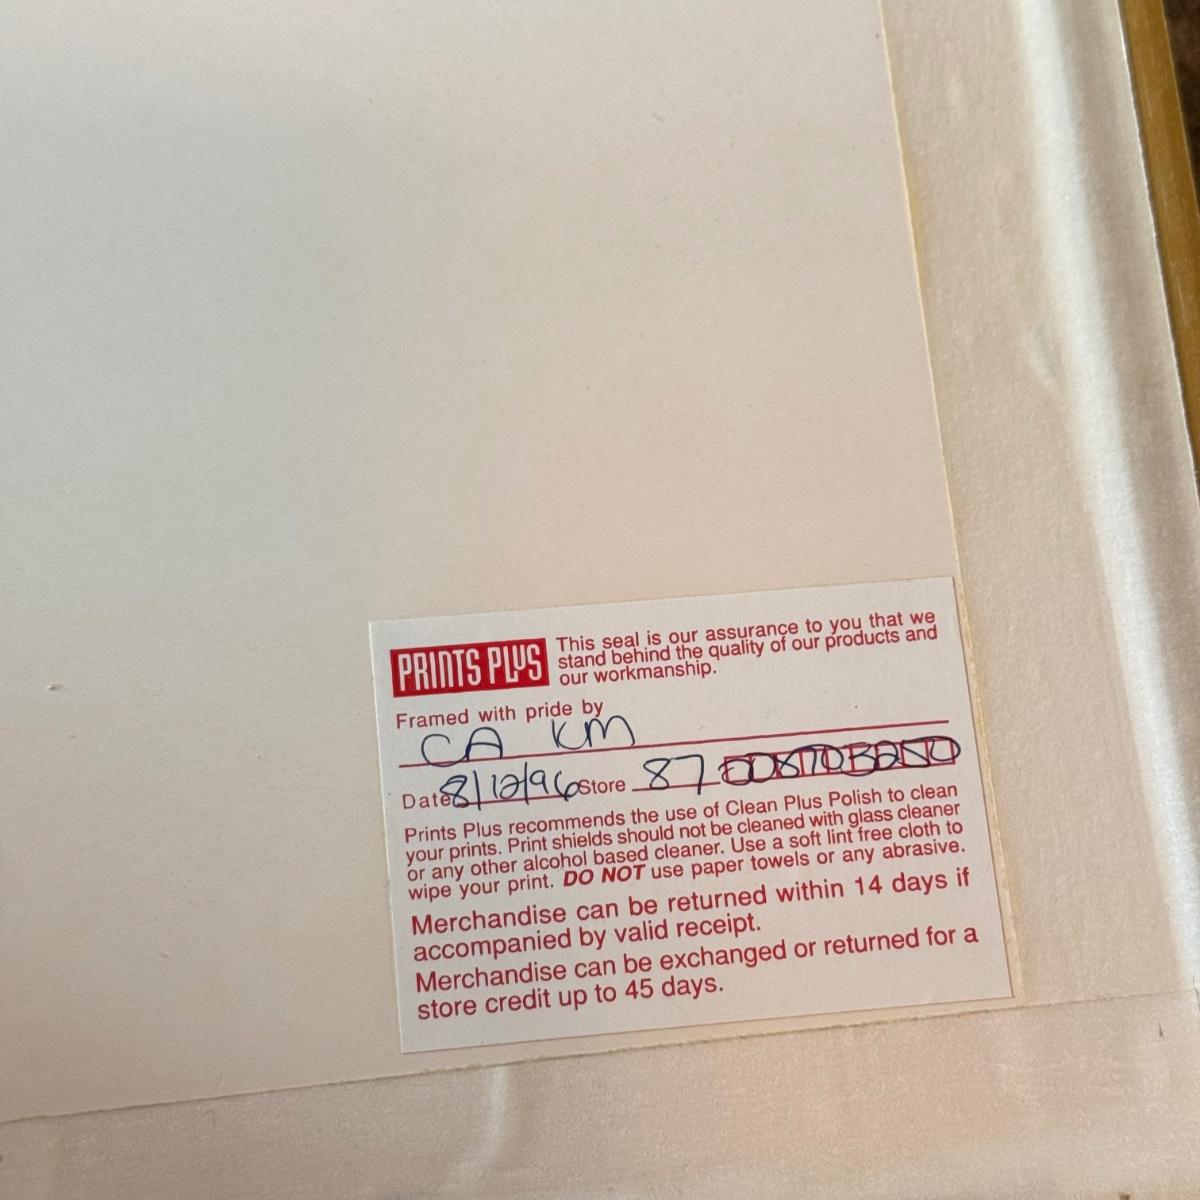 PRINTS PLUS
This seal is our assurance to you that we
stand behind the quality of our products and
our workmanship.
Framed with pride by
CA KM
Date 8/12/96 Store 87 008703250
Prints Plus recommends the use of Clean Plus Polish to clean
your prints. Print shields should not be cleaned with glass cleaner
or any other alcohol based cleaner. Use a soft lint free cloth to
wipe your print. DO NOT use paper towels or any abrasive.
Merchandise can be returned within 14 days if
accompanied by valid receipt.
Merchandise can be exchanged or returned for a
store credit up to 45 days.